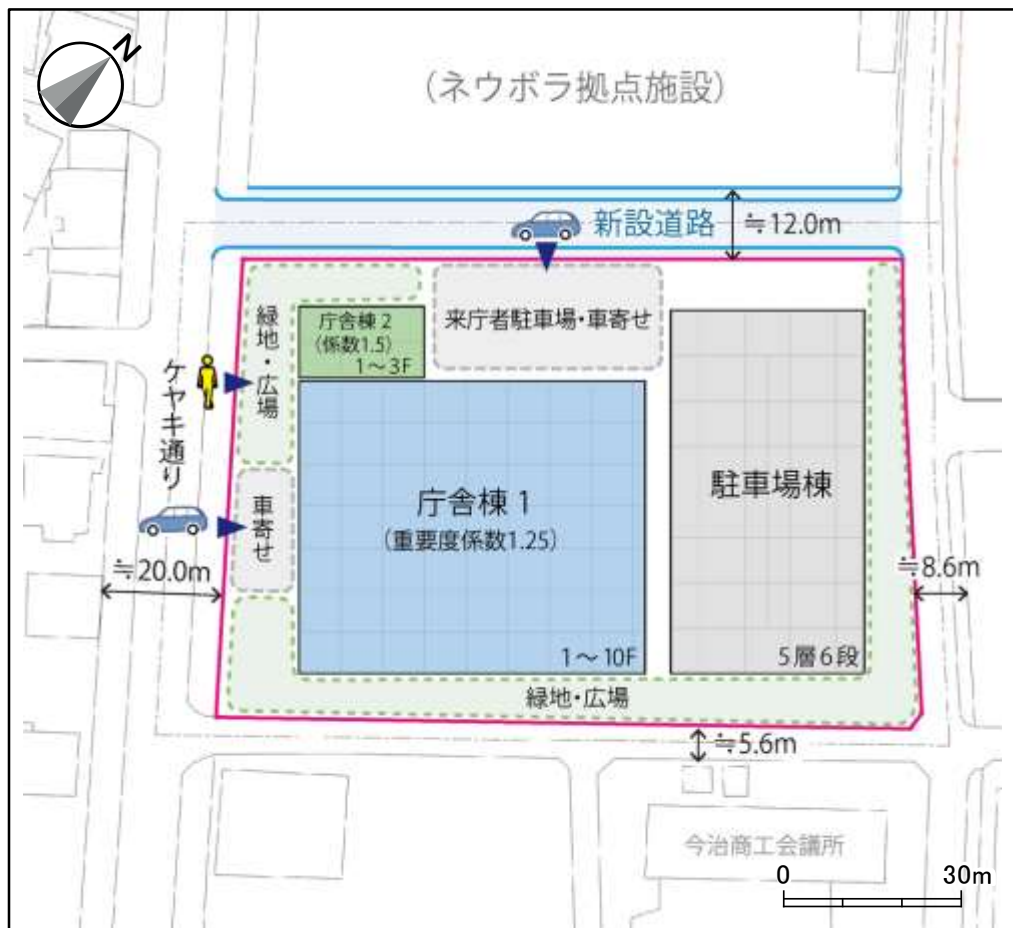 N
(ネウボラ拠点施設)
新設道路
≒12.0m
緑地・広場
庁舎棟2
(係数1.5)
1～3F
来庁者駐車場・車寄せ
ケヤキ通り
庁舎棟1
(重要度係数1.25)
1～10F
駐車場棟
5層6段
車寄せ
≒20.0m
≒8.6m
緑地・広場
≒5.6m
今治商工会議所
0 30m